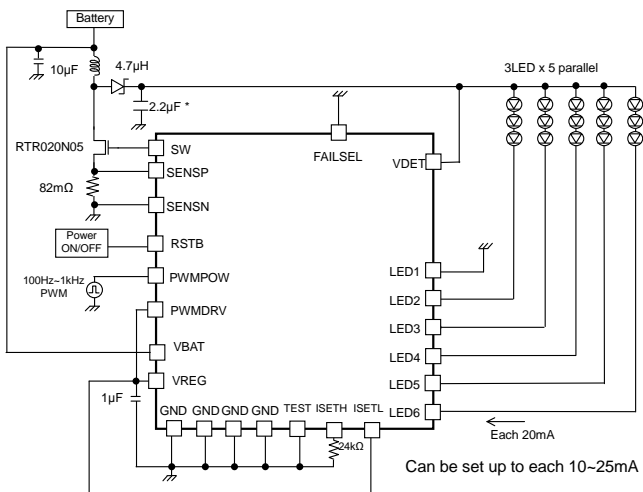 Battery
10µF
4.7µH
2.2µF *
3LED x 5 parallel
RTR020N05
82mΩ
SW
SENSP
SENSN
FAILSEL
VDET
Power
ON/OFF
RSTB
100Hz~1kHz
PWM
PWMPOW
PWMDRV
VBAT
VREG
1µF
LED1
LED2
LED3
LED4
LED5
LED6
GND GND GND GND TEST ISETH ISETL
24kΩ
Each 20mA
Can be set up to each 10~25mA